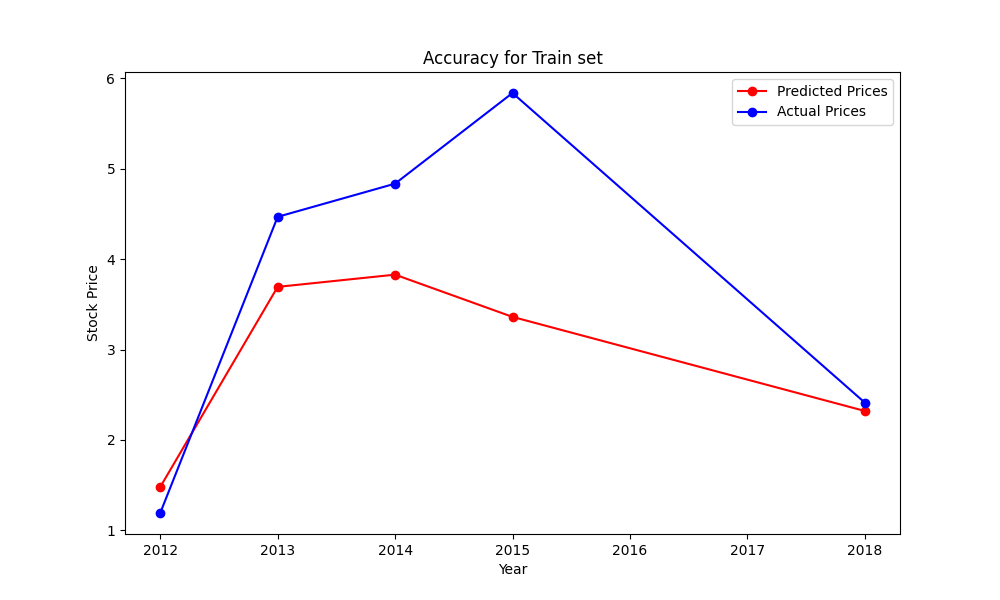 Accuracy for Train set
Predicted Prices
Actual Prices
6
5
4
3
2
1
Stock Price
2012 2013 2014 2015 2016 2017 2018
Year